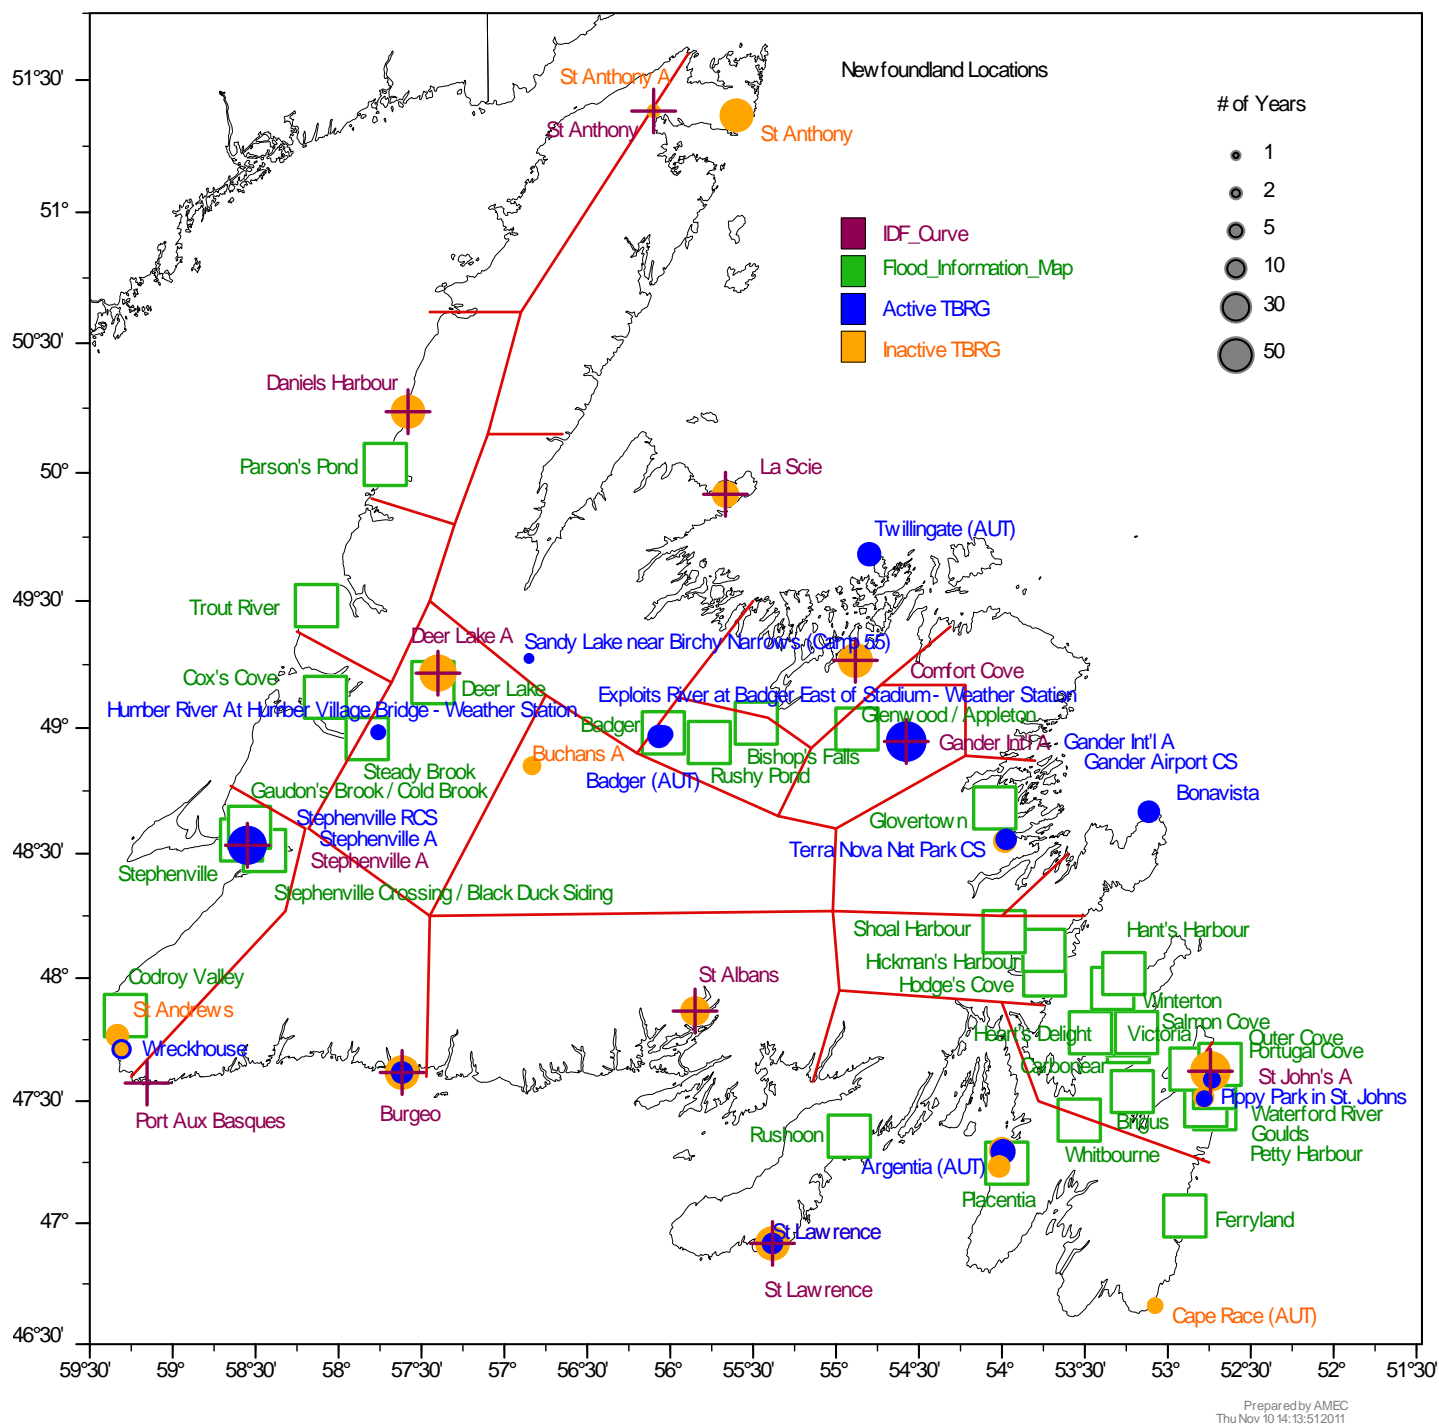 51°30'
Newfoundland Locations
St Anthony A
# of Years
St Anthony
St Anthony
1
2
51°
5
IDF_Curve
Flood_Information_Map
10
Active TBRG
30
Inactive TBRG
50
50°30'
Daniels Harbour
Parson's Pond
50°
La Scie
Twillingate (AUT)
49°30'
Trout River
Deer Lake A
Sandy Lake near Birchy Narrows (Camp 55)
Cox's Cove
Deer Lake
Comfort Cove
Exploits River at Badger East of Stadium - Weather Station
Humber River At Humber Village Bridge - Weather Station
Glenwood / Appleton
49°
Badger
Gander Int'l A
Gander Int'l A
Buchans A
Bishop's Falls
Gander Airport CS
Steady Brook
Badger (AUT)
Rushy Pond
Gaudon's Brook / Cold Brook
Bonavista
Stephenville RCS
Glovertown
Stephenville A
48°30'
Terra Nova Nat Park CS
Stephenville A
Stephenville
Stephenville Crossing / Black Duck Siding
Shoal Harbour
Hant's Harbour
48°
Codroy Valley
St Albans
Hickman's Harbour
Hodge's Cove
St Andrews
Winterton
Salmon Cove
Wreckhouse
Heart's Delight
Victoria
Outer Cove
Portugal Cove
Carbonear
St John's A
47°30'
Port Aux Basques
Burgeo
Pippy Park in St. Johns
Brigus
Waterford River
Rushoon
Goulds
Whitbourne
Petty Harbour
Argentia (AUT)
Placentia
47°
Ferryland
St Lawrence
St Lawrence
Cape Race (AUT)
46°30'
59°30'
59°
58°30'
58°
57°30'
57°
56°30'
56°
55°30'
55°
54°30'
54°
53°30'
53°
52°30'
52°
51°30'
Prepared by AMEC
Thu Nov 10 14:13:51 2011